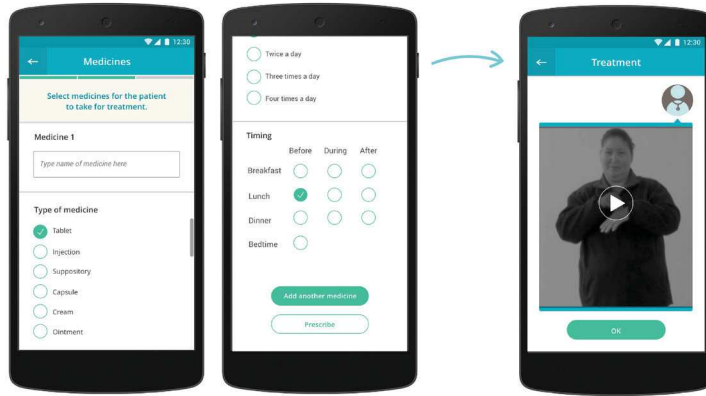 12:30
Medicines
Select medicines for the patient
to take for treatment.
Medicine 1
Type name of medicine here
Type of medicine
Tablet
Injection
Suppository
Capsule
Cream
Ointment
Twice a day
Three times a day
Four times a day
Timing
Before During After
Breakfast
Lunch
Dinner
Bedtime
Add another medicine
Prescribe
12:30
Treatment
OK